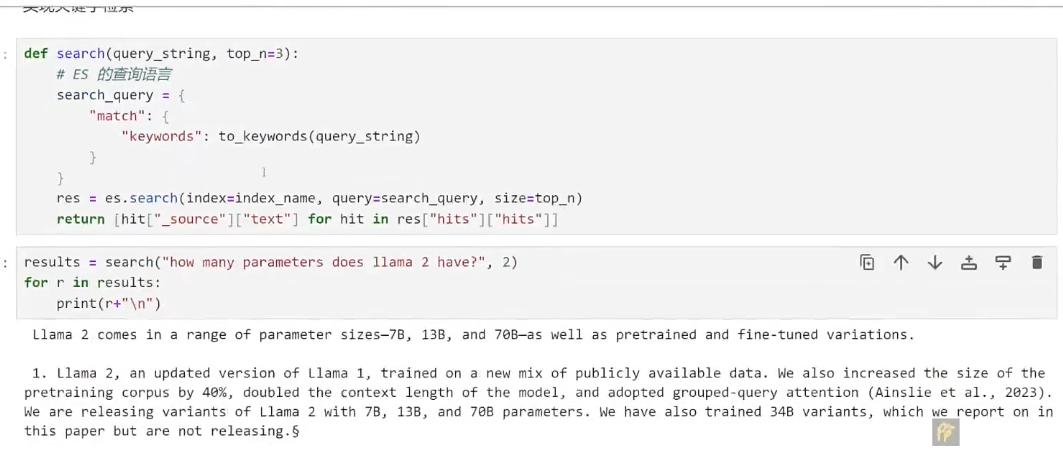 实现关键字检索
def search(query_string, top_n=3):
# ES 的查询语言
search_query = {
"match": {
"keywords": to_keywords(query_string)
}
}
res = es.search(index=index_name, query=search_query, size=top_n)
return [hit["_source"]["text"] for hit in res["hits"]["hits"]]
: results = search("how many parameters does llama 2 have?", 2)
for r in results:
print(r+"\n")
Llama 2 comes in a range of parameter sizes—7B, 13B, and 70B—as well as pretrained and fine-tuned variations.
1. Llama 2, an updated version of Llama 1, trained on a new mix of publicly available data. We also increased the size of the
pretraining corpus by 40%, doubled the context length of the model, and adopted grouped-query attention (Ainslie et al., 2023).
We are releasing variants of Llama 2 with 7B, 13B, and 70B parameters. We have also trained 34B variants, which we report on in
this paper but are not releasing.§